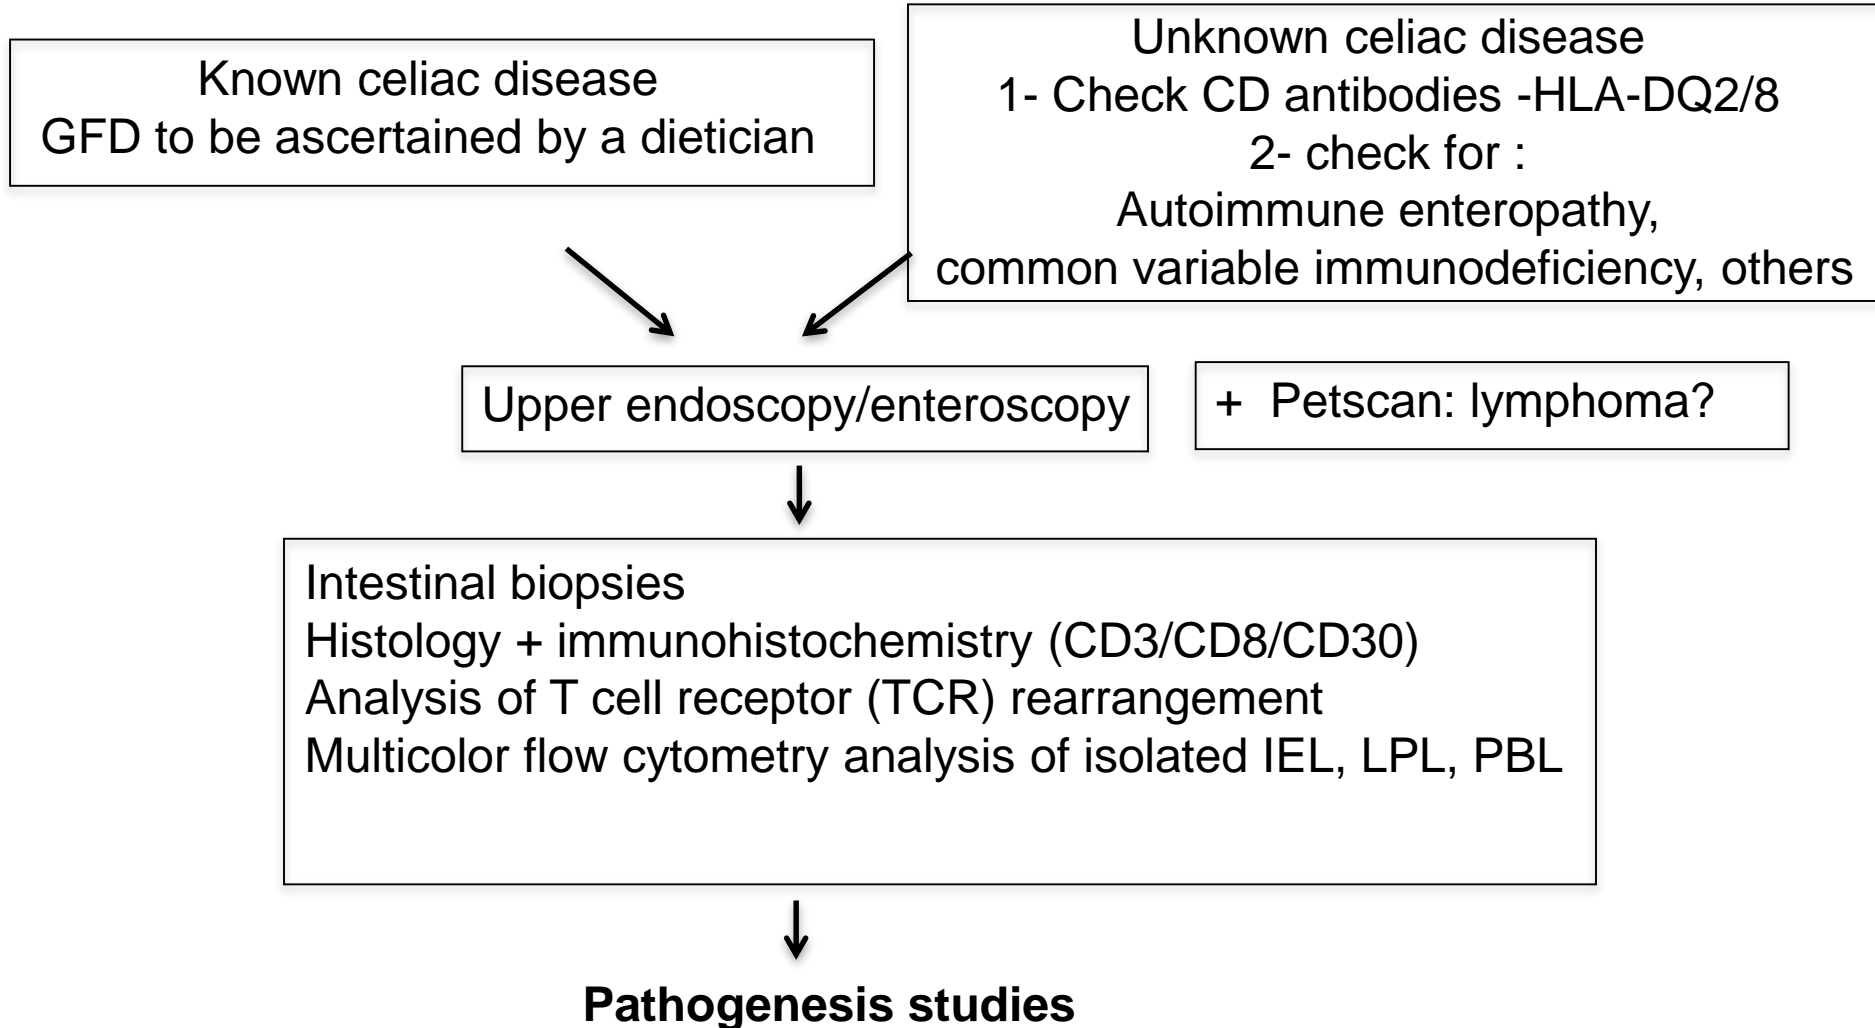 Known celiac disease
GFD to be ascertained by a dietician
Unknown celiac disease
1- Check CD antibodies -HLA-DQ2/8
2- check for :
Autoimmune enteropathy,
common variable immunodeficiency, others
Upper endoscopy/enteroscopy
+ Petscan: lymphoma?
Intestinal biopsies
Histology + immunohistochemistry (CD3/CD8/CD30)
Analysis of T cell receptor (TCR) rearrangement
Multicolor flow cytometry analysis of isolated IEL, LPL, PBL
Pathogenesis studies